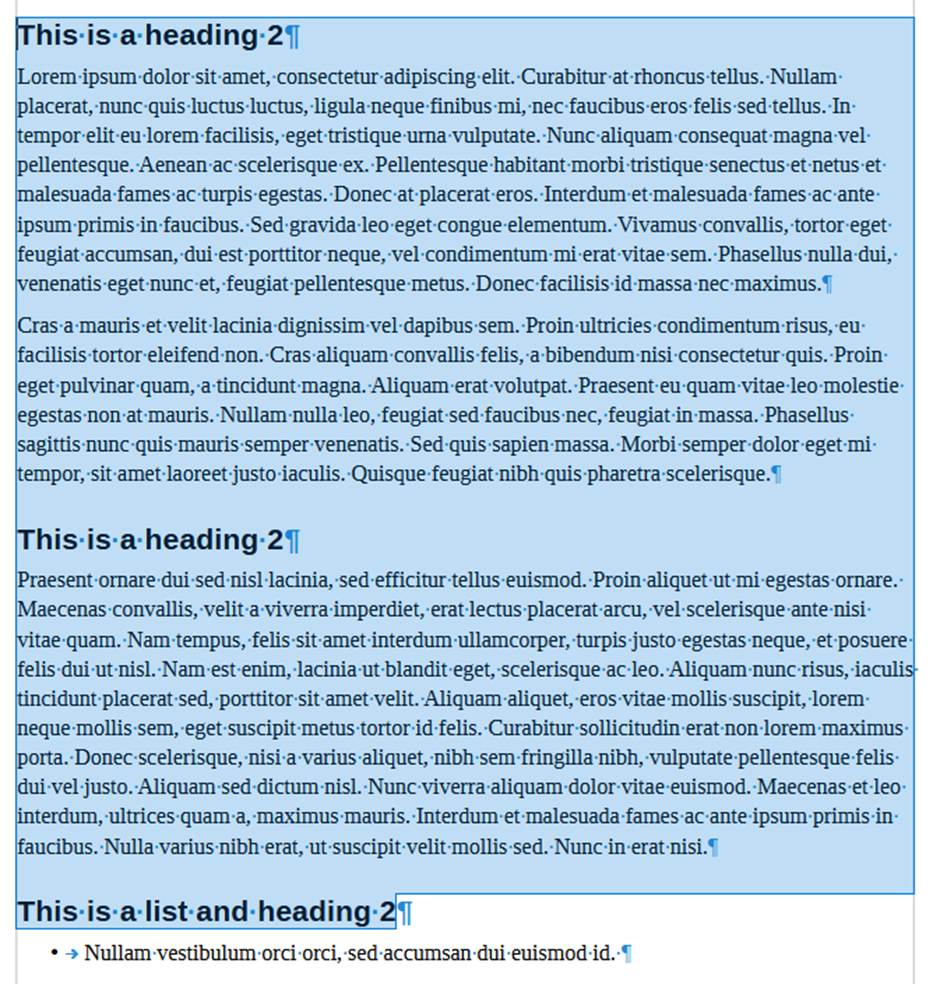 This is a heading 2¶
Lorem ipsum dolor sit amet, consectetur adipiscing elit. Curabitur at rhoncus tellus. Nullam
placerat, nunc quis luctus luctus, ligula neque finibus mi, nec faucibus eros felis sed tellus. In
tempor elit eu lorem facilisis, eget tristique urna vulputate. Nunc aliquam consequat magna vel
pellentesque. Aenean ac scelerisque ex. Pellentesque habitant morbi tristique senectus et netus et
malesuada fames ac turpis egestas. Donec at placerat eros. Interdum et malesuada fames ac ante
ipsum primis in faucibus. Sed gravida leo eget congue elementum. Vivamus convallis, tortor eget
feugiat accumsan, dui est porttitor neque, vel condimentum mi erat vitae sem. Phasellus nulla dui,
venenatis eget nunc et, feugiat pellentesque metus. Donec facilisis id massa nec maximus.¶
Cras a mauris et velit lacinia dignissim vel dapibus sem. Proin ultricies condimentum risus, eu
facilisis tortor eleifend non. Cras aliquam convallis felis, a bibendum nisi consectetur quis. Proin
eget pulvinar quam, a tincidunt magna. Aliquam erat volutpat. Praesent eu quam vitae leo molestie
egestas non at mauris. Nullam nulla leo, feugiat sed faucibus nec, feugiat in massa. Phasellus
sagittis nunc quis mauris semper venenatis. Sed quis sapien massa. Morbi semper dolor eget mi
tempor, sit amet laoreet justo iaculis. Quisque feugiat nibh quis pharetra scelerisque.¶
This is a heading 2¶
Praesent ornare dui sed nisl lacinia, sed efficitur tellus euismod. Proin aliquet ut mi egestas ornare.
Maecenas convallis, velit a viverra imperdiet, erat lectus placerat arcu, vel scelerisque ante nisi
vitae quam. Nam tempus, felis sit amet interdum ullamcorper, turpis justo egestas neque, et posuere
felis dui ut nisl. Nam est enim, lacinia ut blandit eget, scelerisque ac leo. Aliquam nunc risus, iaculis
tincidunt placerat sed, porttitor sit amet velit. Aliquam aliquet, eros vitae mollis suscipit, lorem
neque mollis sem, eget suscipit metus tortor id felis. Curabitur sollicitudin erat non lorem maximus
porta. Donec scelerisque, nisi a varius aliquet, nibh sem fringilla nibh, vulputate pellentesque felis
dui vel justo. Aliquam sed dictum nisl. Nunc viverra aliquam dolor vitae euismod. Maecenas et leo
interdum, ultrices quam a, maximus mauris. Interdum et malesuada fames ac ante ipsum primis in
faucibus. Nulla varius nibh erat, ut suscipit velit mollis sed. Nunc in erat nisi.¶
This is a list and heading 2¶
• → Nullam vestibulum orci orci, sed accumsan dui euismod id. ¶